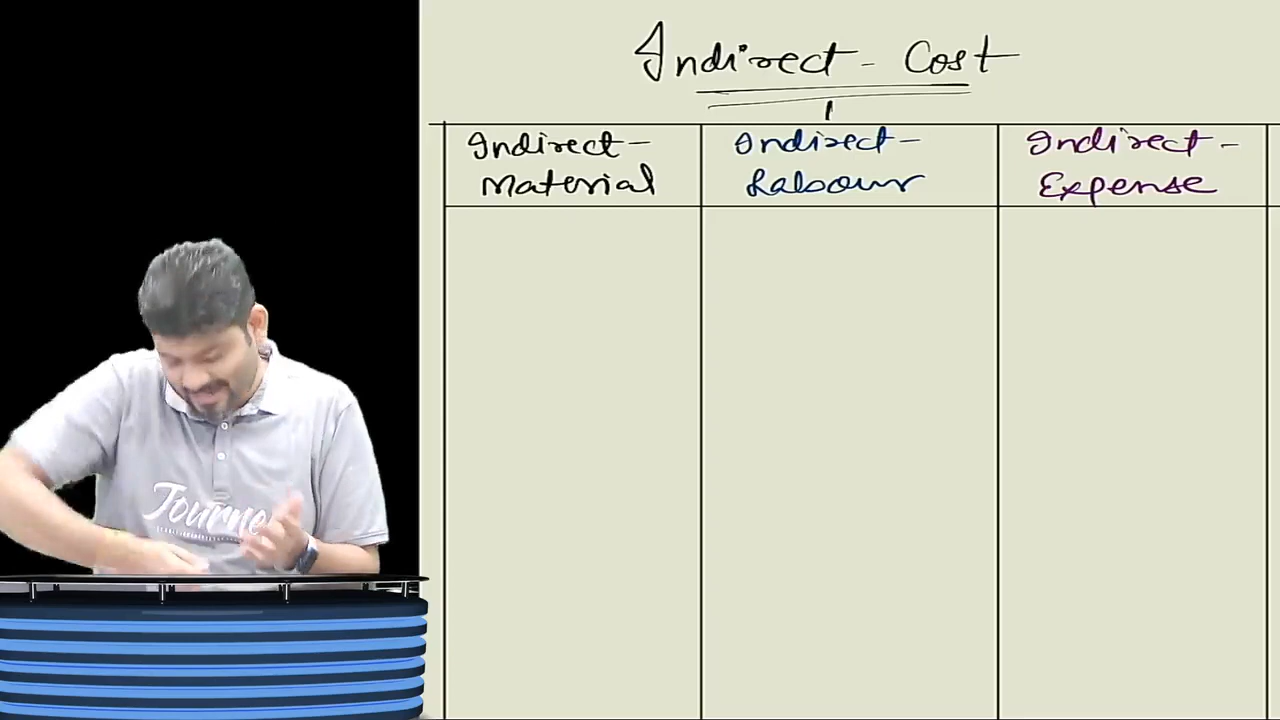 Indirect - Cost
Indirect -
Material
Indirect -
Labour
Indirect -
Expense
Journe